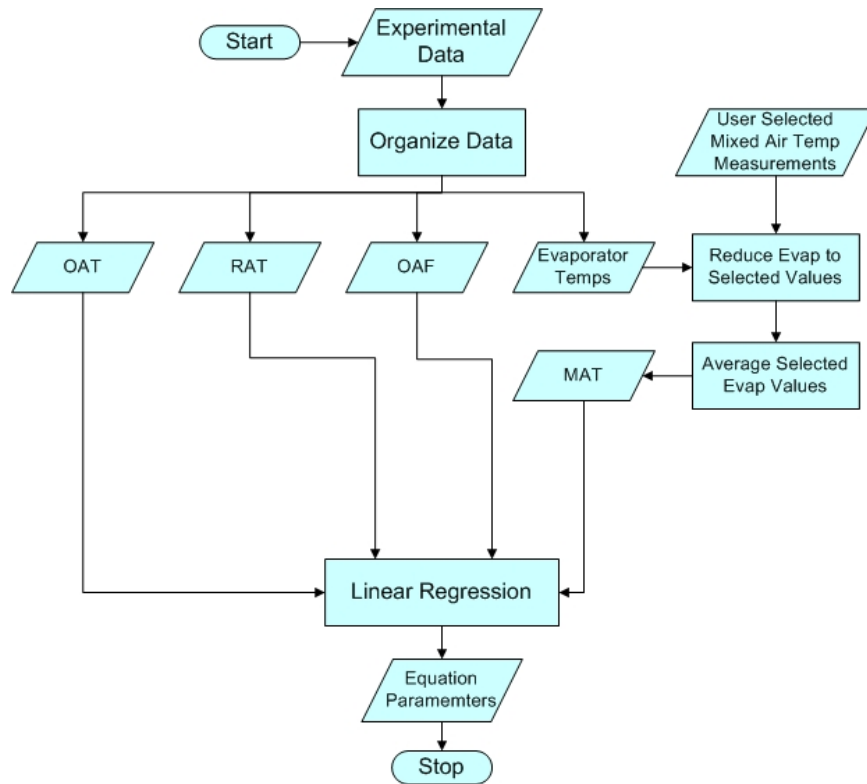 Start
Experimental
Data
Organize Data
User Selected
Mixed Air Temp
Measurements
OAT
RAT
OAF
Evaporator
Temps
Reduce Evap to
Selected Values
MAT
Average Selected
Evap Values
Linear Regression
Equation
Paramemters
Stop